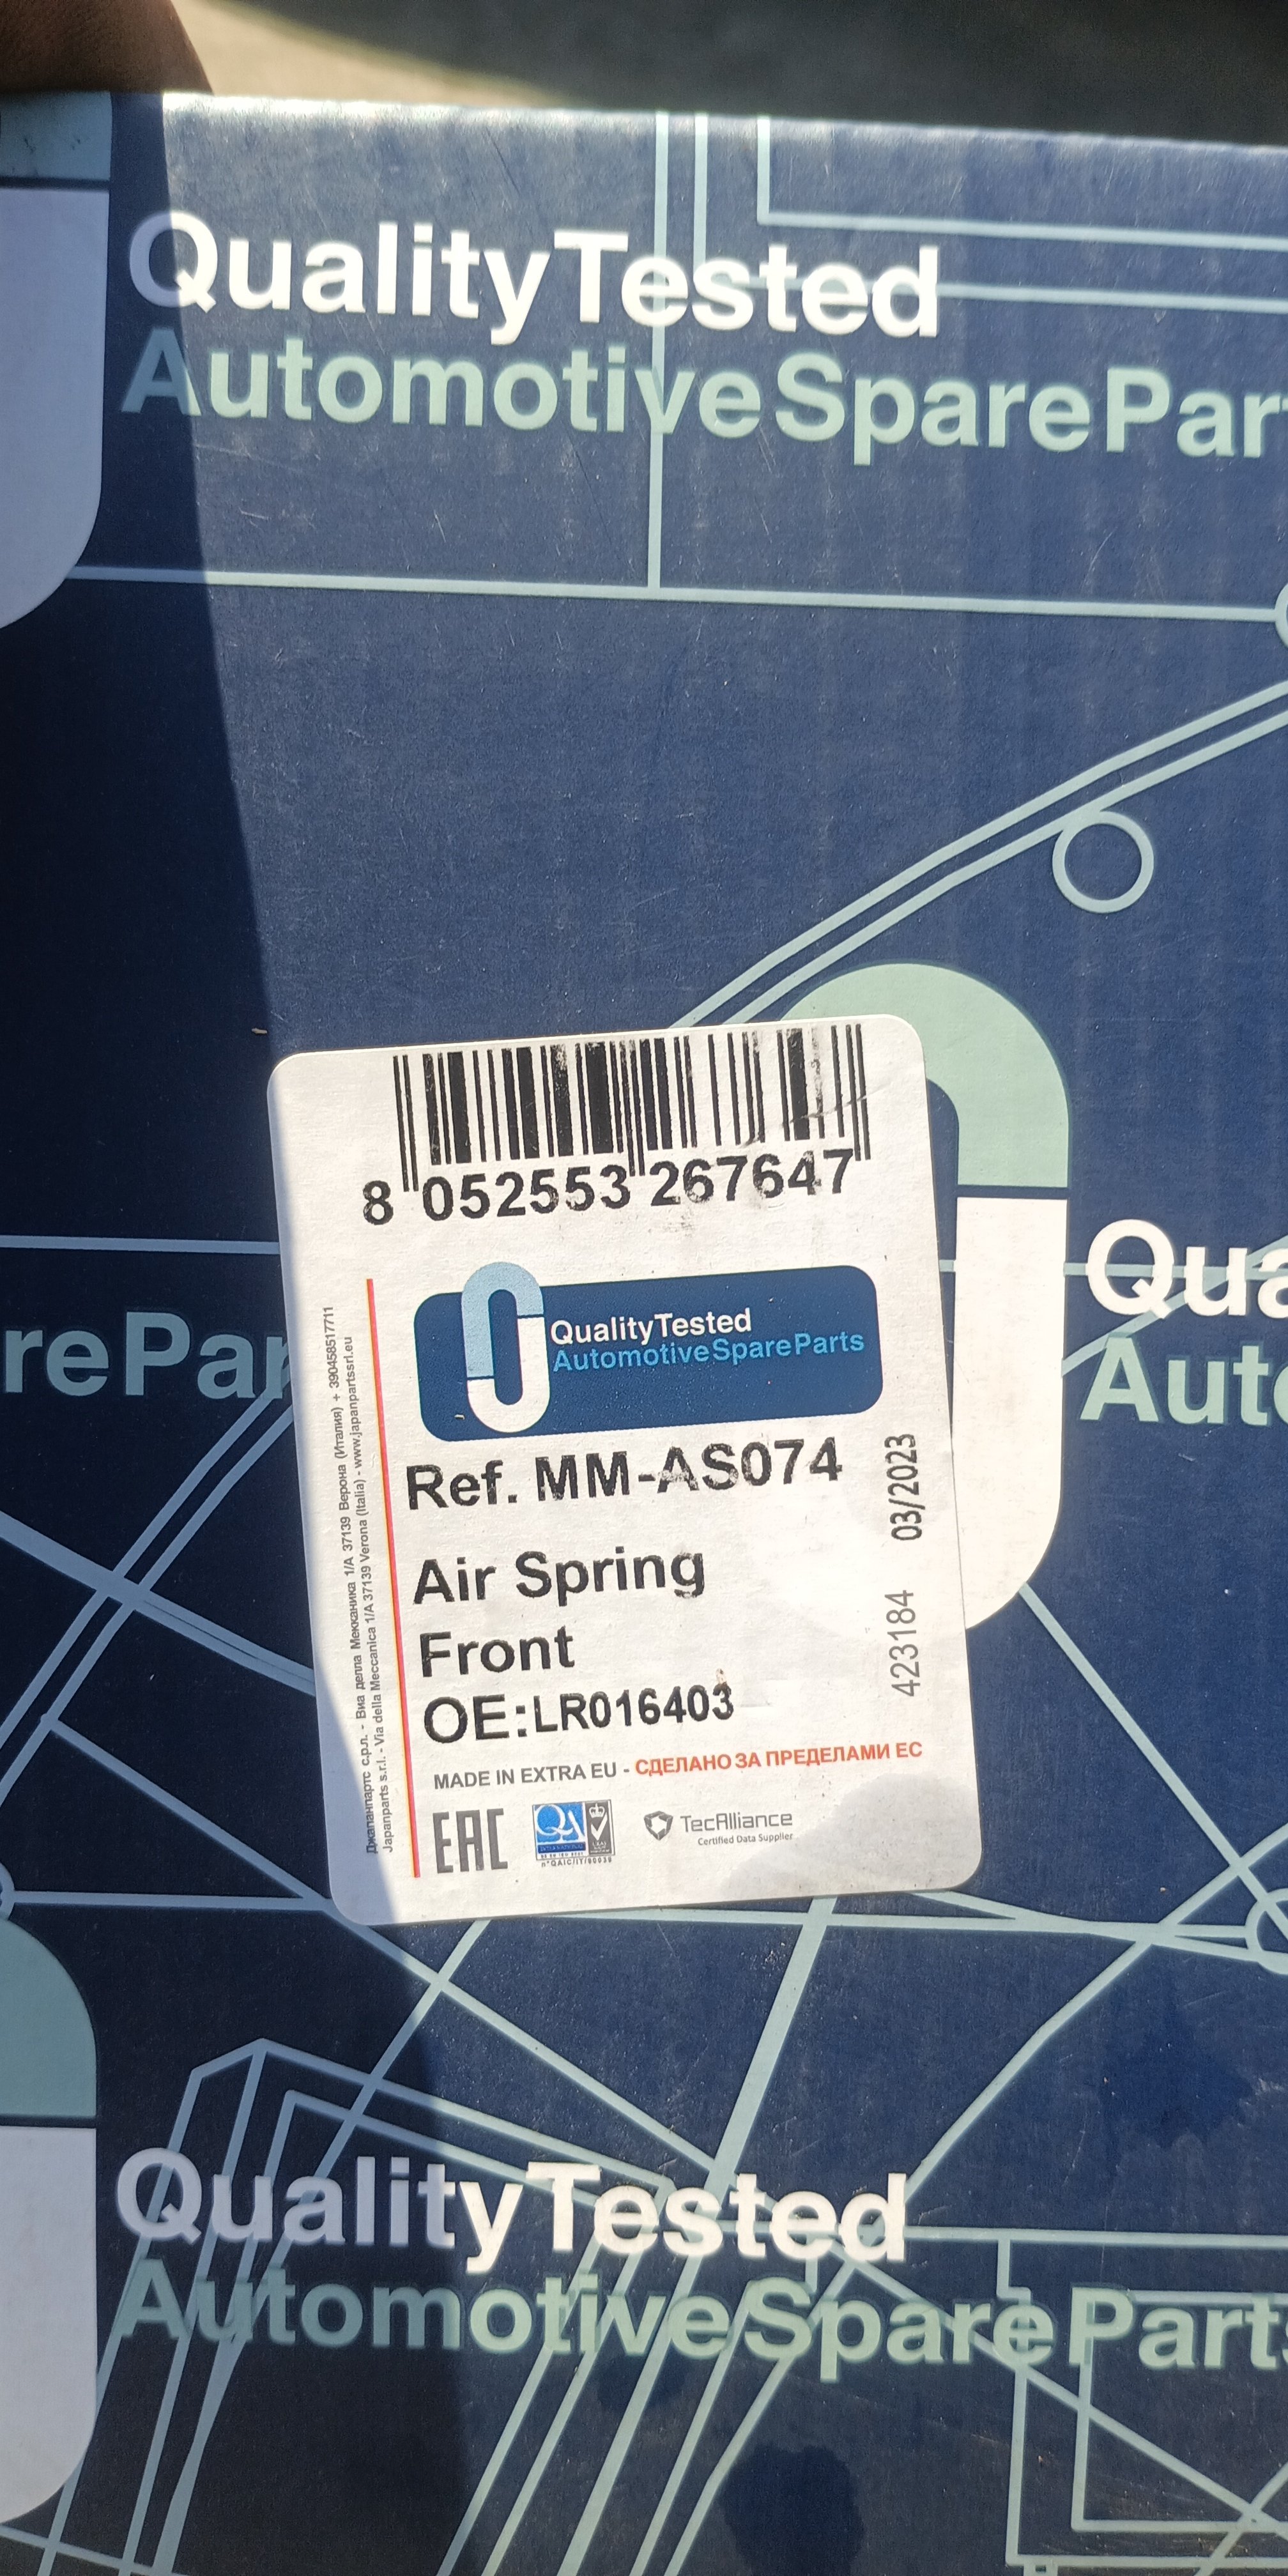 QualityTested
AutomotiveSparePar
8 052553 267647
QualityTested
AutomotiveSpareParts
Ref. MM-AS074
03/2023
Air Spring
Front
423184
OE:LR016403
MADE IN EXTRA EU - СДЕЛАНО ЗА ПРЕДЕЛАМИ ЕС
EAC
QA
INTERNATIONAL
TecAlliance
Certified Data Supplier
Джапанпартс с.р.л. - Виа делла Мекканика 1/А 37139 Верона (Италия) + 390458517711
Japanparts s.r.l. - Via della Meccanica 1/A 37139 Verona (Italia) - www.japanpartssrl.eu
Qua
Auto
rePar
QualityTested
AutomotiveSpareParts